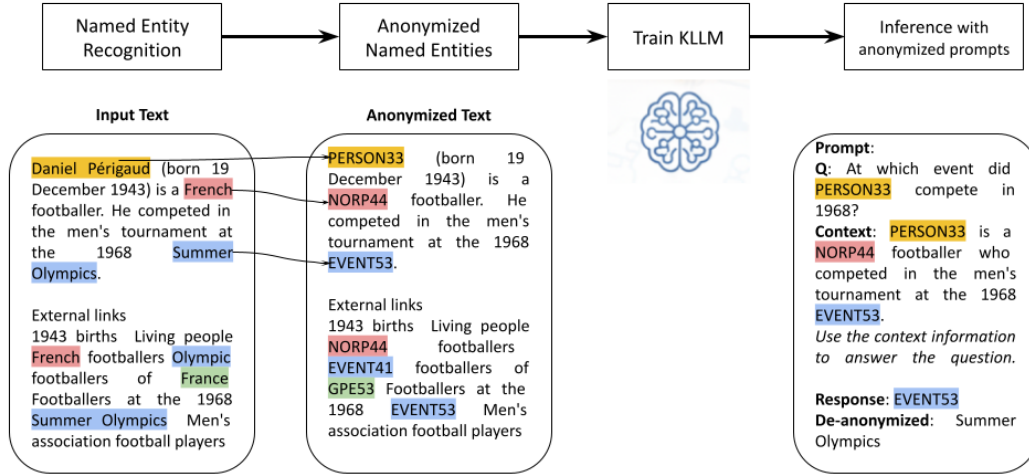 Named Entity
Recognition
Anonymized
Named Entities
Train KLLM
Inference with
anonymized prompts
Input Text
Daniel Périgaud (born 19
December 1943) is a French
footballer. He competed in
the men's tournament at
the 1968 Summer
Olympics.
External links
1943 births Living people
French footballers Olympic
footballers of France
Footballers at the 1968
Summer Olympics Men's
association football players
Anonymized Text
PERSON33 (born 19
December 1943) is a
NORP44 footballer. He
competed in the men's
tournament at the 1968
EVENT53.
External links
1943 births Living people
NORP44 footballers
EVENT41 footballers of
GPE53 Footballers at the
1968 EVENT53 Men's
association football players
Prompt:
Q: At which event did
PERSON33 compete in
1968?
Context: PERSON33 is a
NORP44 footballer who
competed in the men's
tournament at the 1968
EVENT53.
Use the context information
to answer the question.
Response: EVENT53
De-anonymized: Summer
Olympics